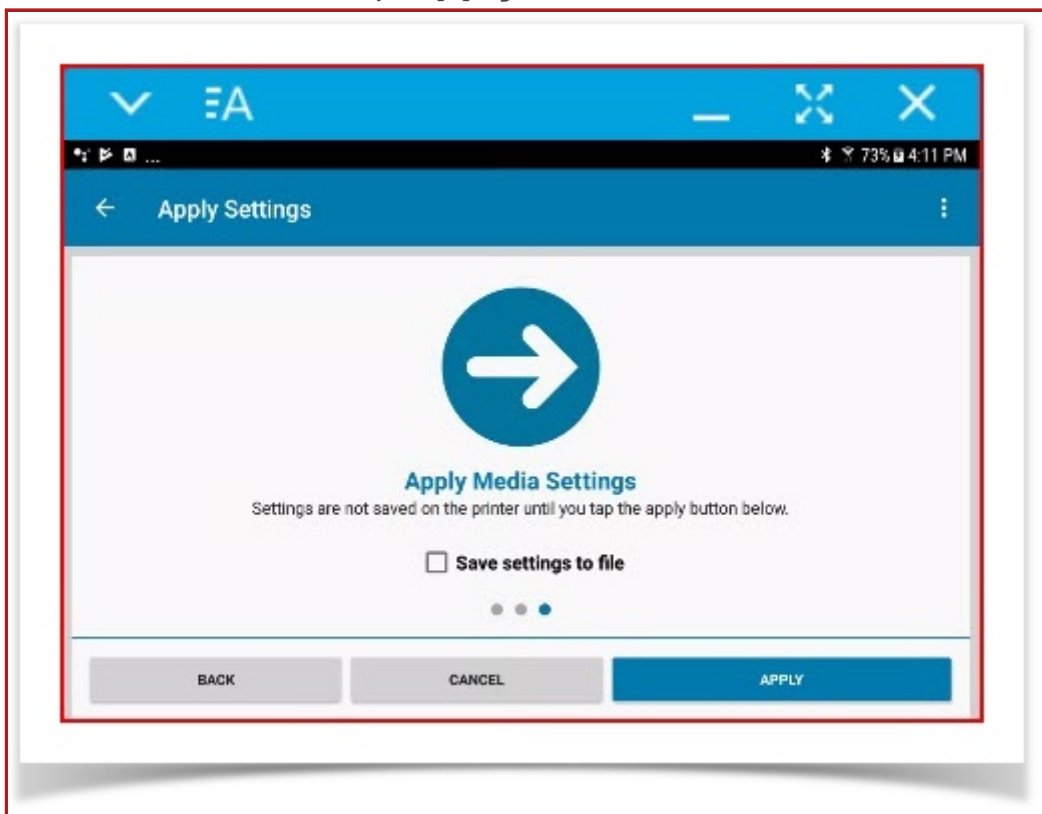 A
... 73% 4:11 PM
Apply Settings
Apply Media Settings
Settings are not saved on the printer until you tap the apply button below.
Save settings to file
BACK CANCEL APPLY